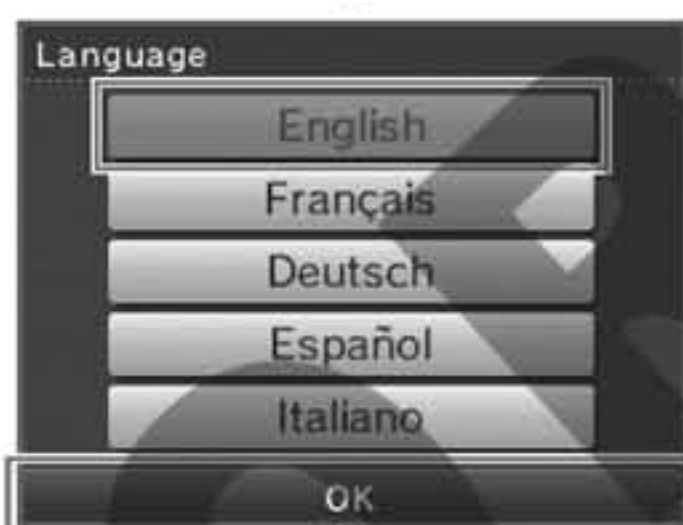 Language
English
Français
Deutsch
Español
Italiano
OK